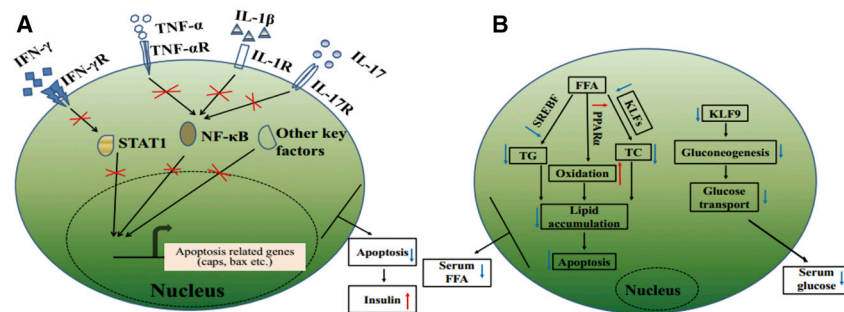 A
IFN-γ
IFN-γR
TNF-α
TNF-αR
IL-1β
IL-1R
IL-17
IL-17R
STAT1
NF-κB
Other key
factors
Apoptosis related genes
(caps, bax etc.)
Nucleus
Apoptosis
Insulin
B
FFA
SREBF
PPARα
KLFs
TG
Oxidation
TC
Lipid
accumulation
Apoptosis
Serum
FFA
KLF9
Gluconeogenesis
Glucose
transport
Serum
glucose
Nucleus